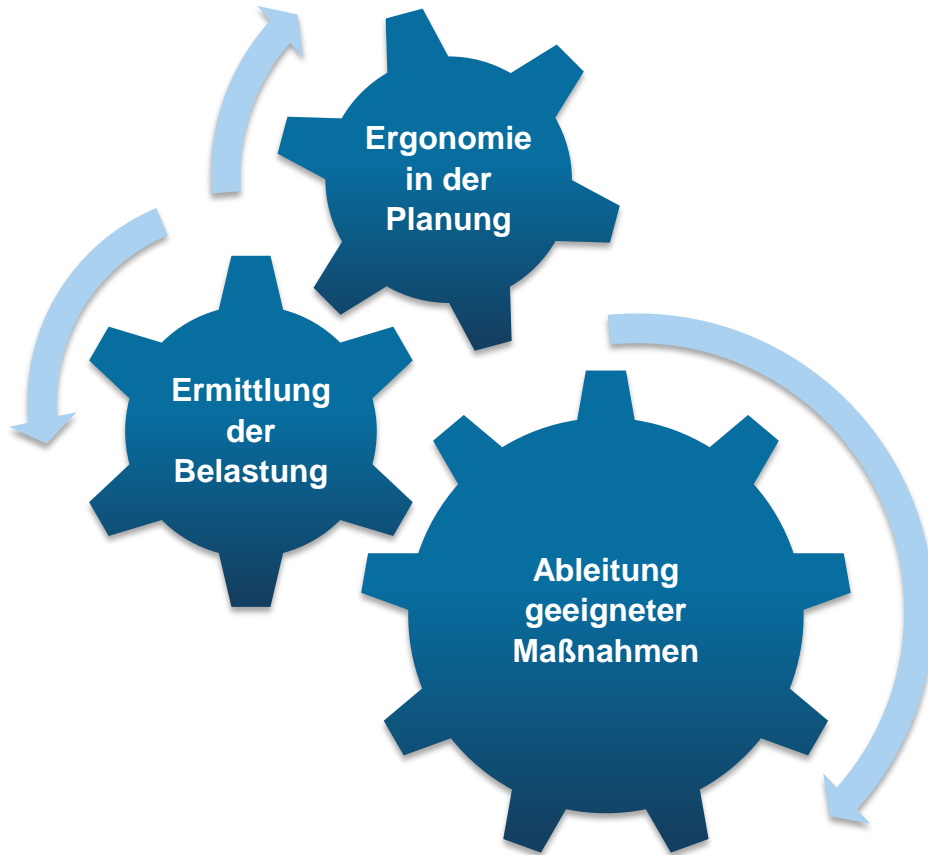 Ergonomie
in der
Planung
Ermittlung
der
Belastung
Ableitung
geeigneter
Maßnahmen